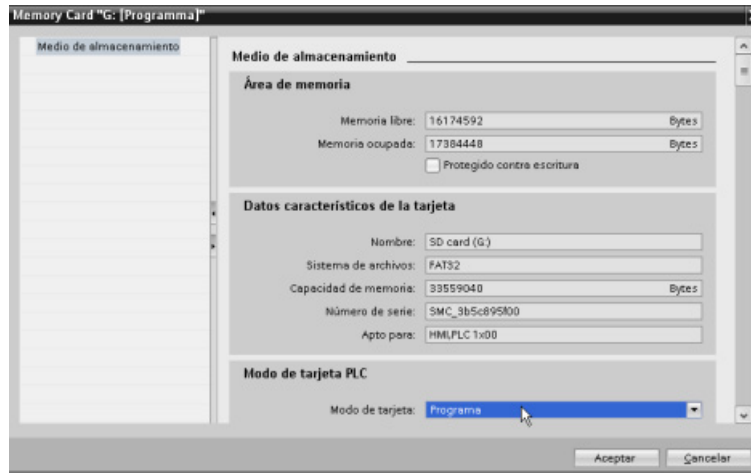 Memory Card "G: [Programma]"
Medio de almacenamiento
Medio de almacenamiento
Área de memoria
Memoria libre: 16174592 Bytes
Memoria ocupada: 17384448 Bytes
Protegido contra escritura
Datos característicos de la tarjeta
Nombre: SD card (G:)
Sistema de archivos: FAT32
Capacidad de memoria: 33559040 Bytes
Número de serie: SMC_3b5c895f00
Apto para: HMI,PLC 1x00
Modo de tarjeta PLC
Modo de tarjeta: Programa
Aceptar Cancelar